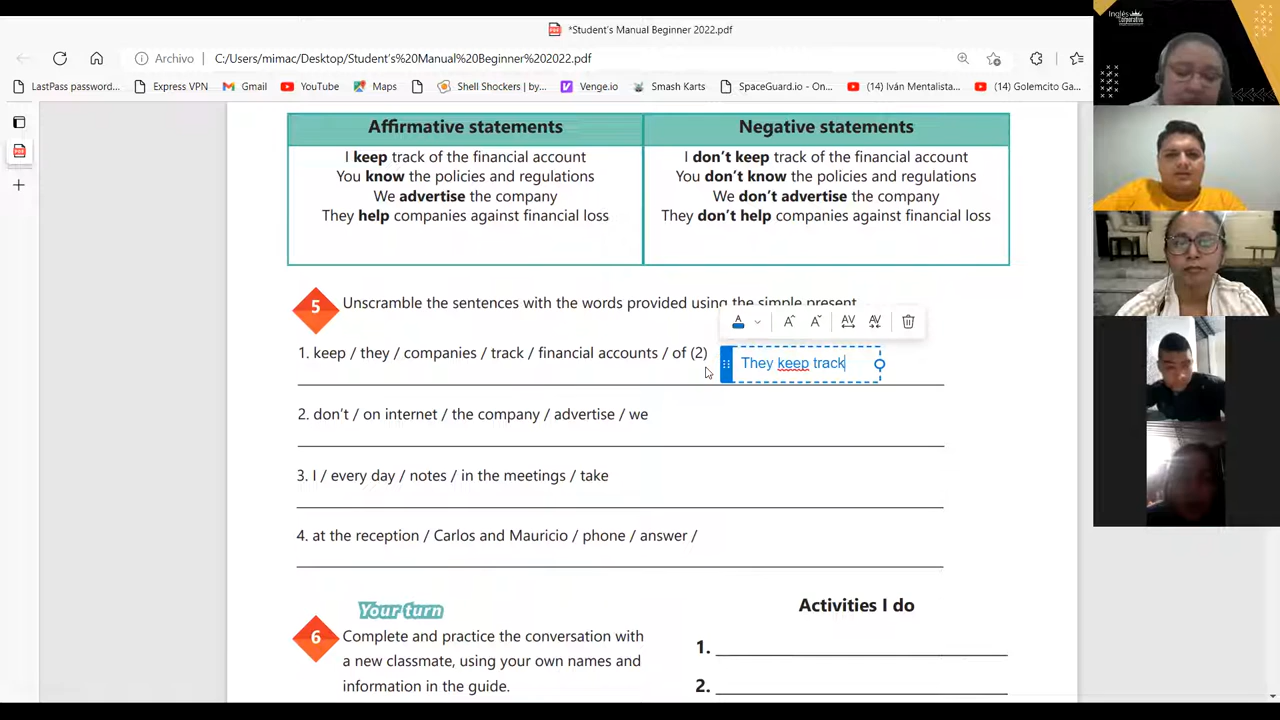 *Student's Manual Beginner 2022.pdf
Archivo
C:/Users/mimac/Desktop/Student's%20Manual%20Beginner%202022.pdf
LastPass password...
Express VPN
Gmail
YouTube
Maps
Shell Shockers | by...
Venge.io
Smash Karts
SpaceGuard.io - On...
(14) Iván Mentalista...
(14) Golemcito Ga...
Inglés
Corporativo
Affirmative statements
Negative statements
I keep track of the financial account
You know the policies and regulations
We advertise the company
They help companies against financial loss
I don't keep track of the financial account
You don't know the policies and regulations
We don't advertise the company
They don't help companies against financial loss
5
Unscramble the sentences with the words provided using the simple present
1. keep / they / companies / track / financial accounts / of (2)
They keep track
2. don't / on internet / the company / advertise / we
3. I / every day / notes / in the meetings / take
4. at the reception / Carlos and Mauricio / phone / answer /
Your turn
6
Complete and practice the conversation with
a new classmate, using your own names and
information in the guide.
Activities I do
1.
2.